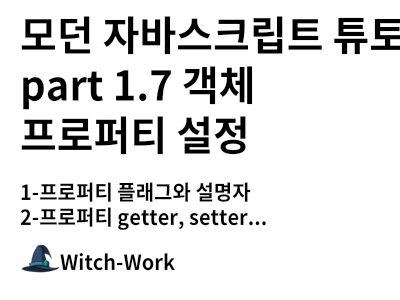 모던 자바스크립트 튜토
part 1.7 객체
프로퍼티 설정
1-프로퍼티 플래그와 설명자
2-프로퍼티 getter, setter...
Witch-Work